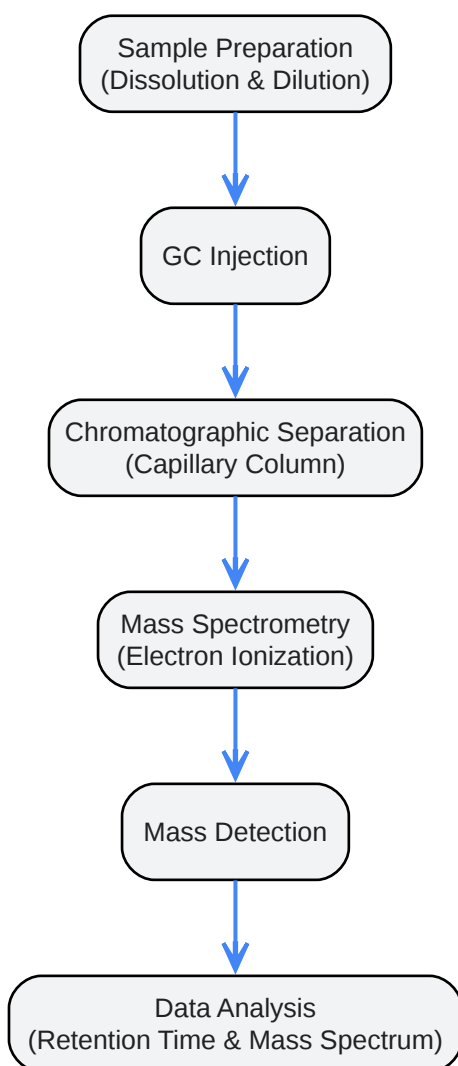 Sample Preparation
(Dissolution & Dilution)
GC Injection
Chromatographic Separation
(Capillary Column)
Mass Spectrometry
(Electron Ionization)
Mass Detection
Data Analysis
(Retention Time & Mass Spectrum)